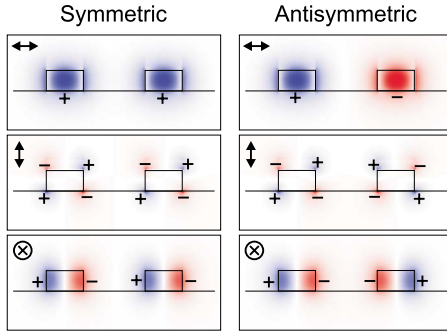 Symmetric Antisymmetric
+ + + −
− + − + − + + −
+ − + − + − − +
+ − + − + − − +